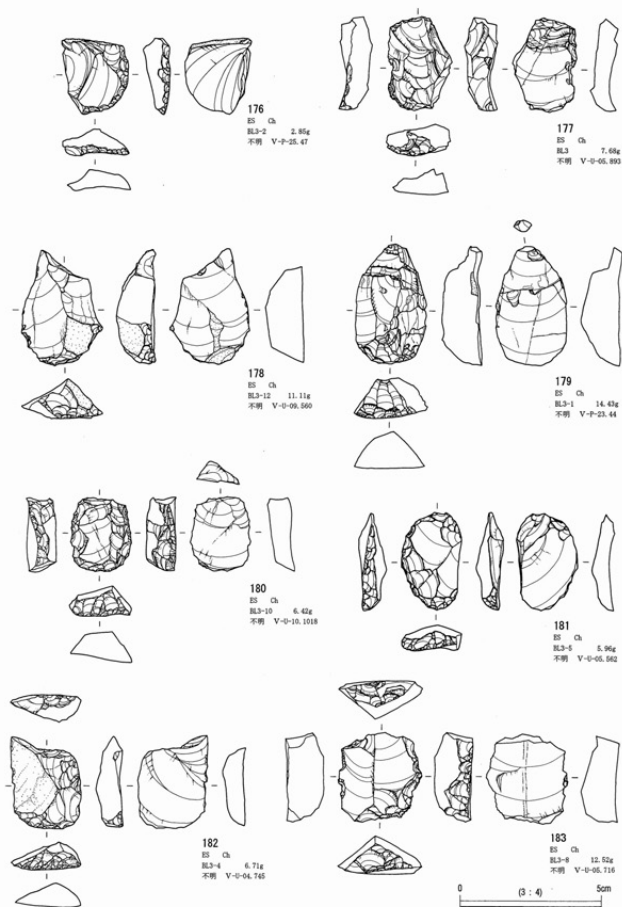 176
ES Ch
BL3-2 2.85g
不明 V-P-25.47
177
ES Ch
BL3 7.68g
不明 V-U-05.893
178
ES Ch
BL3-12 11.11g
不明 V-U-09.560
179
ES Ch
BL3-1 14.43g
不明 V-P-23.44
180
ES Ch
BL3-10 6.42g
不明 V-U-10.1018
181
ES Ch
BL3-5 5.96g
不明 V-U-05.562
182
ES Ch
BL3-4 6.71g
不明 V-U-04.745
183
ES Ch
BL3-8 12.52g
不明 V-U-05.716
0 (3 : 4) 5cm